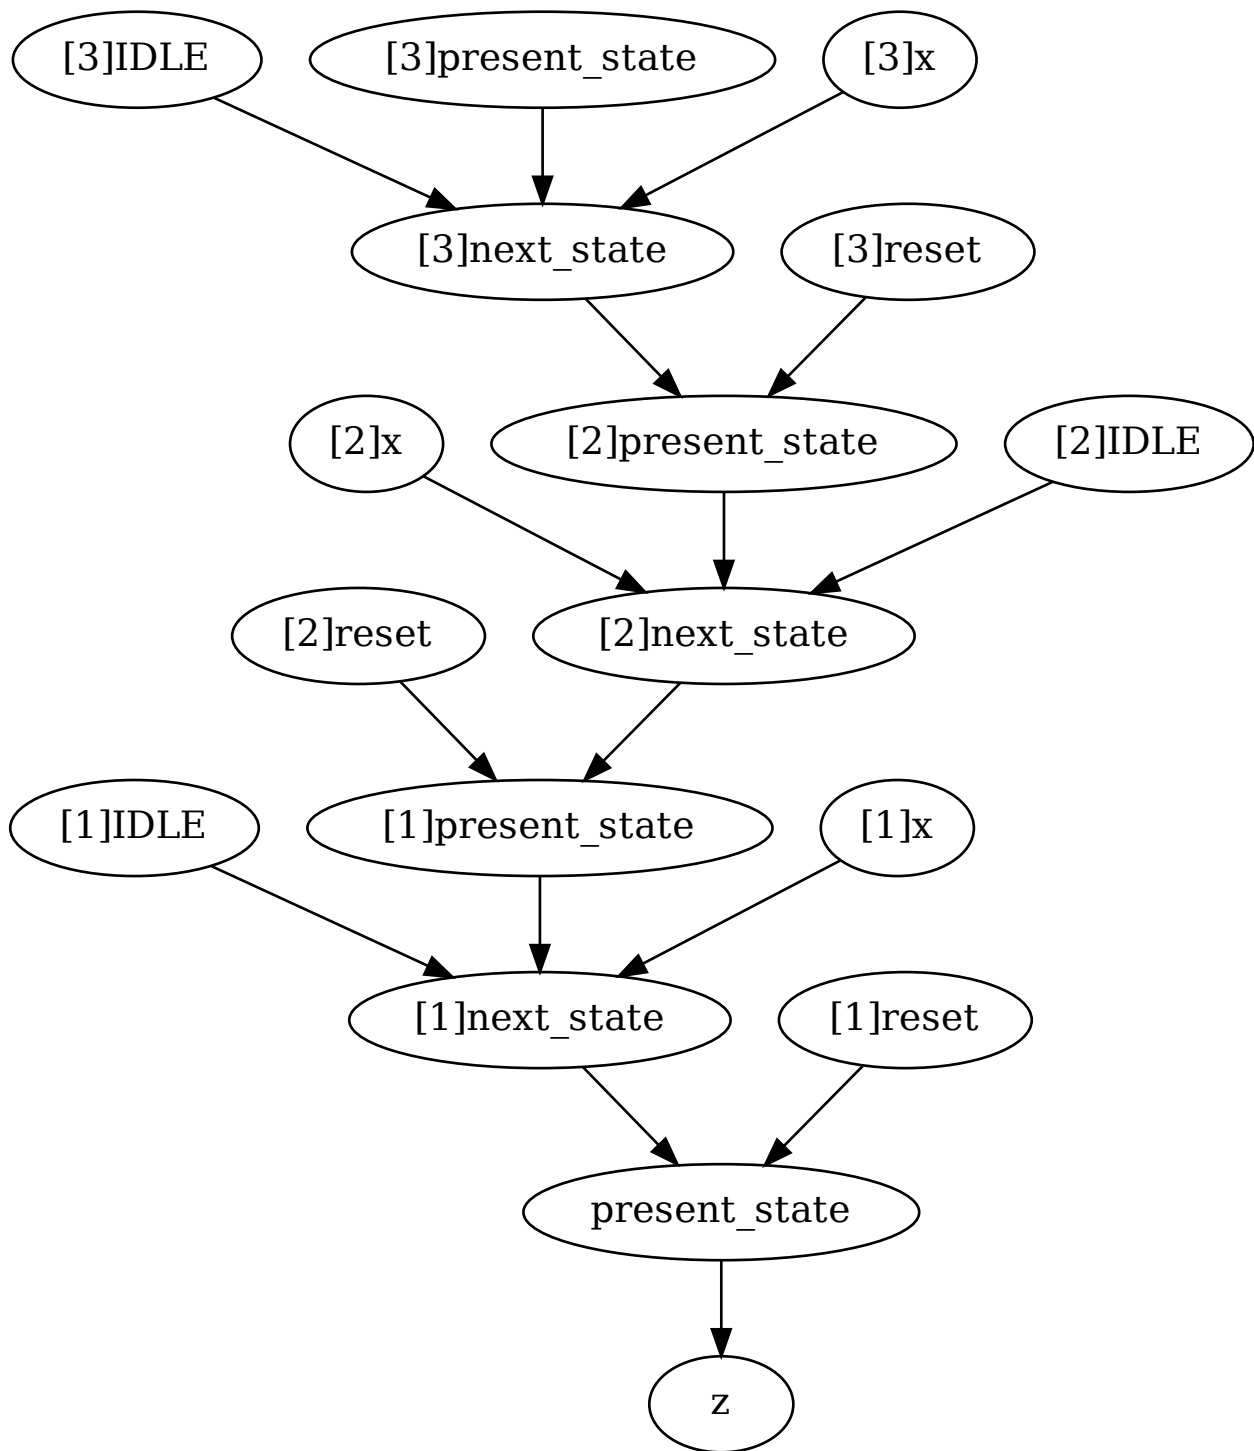 [3]IDLE
[3]present_state
[3]x
[3]next_state
[3]reset
[2]x
[2]present_state
[2]IDLE
[2]reset
[2]next_state
[1]IDLE
[1]present_state
[1]x
[1]next_state
[1]reset
present_state
z